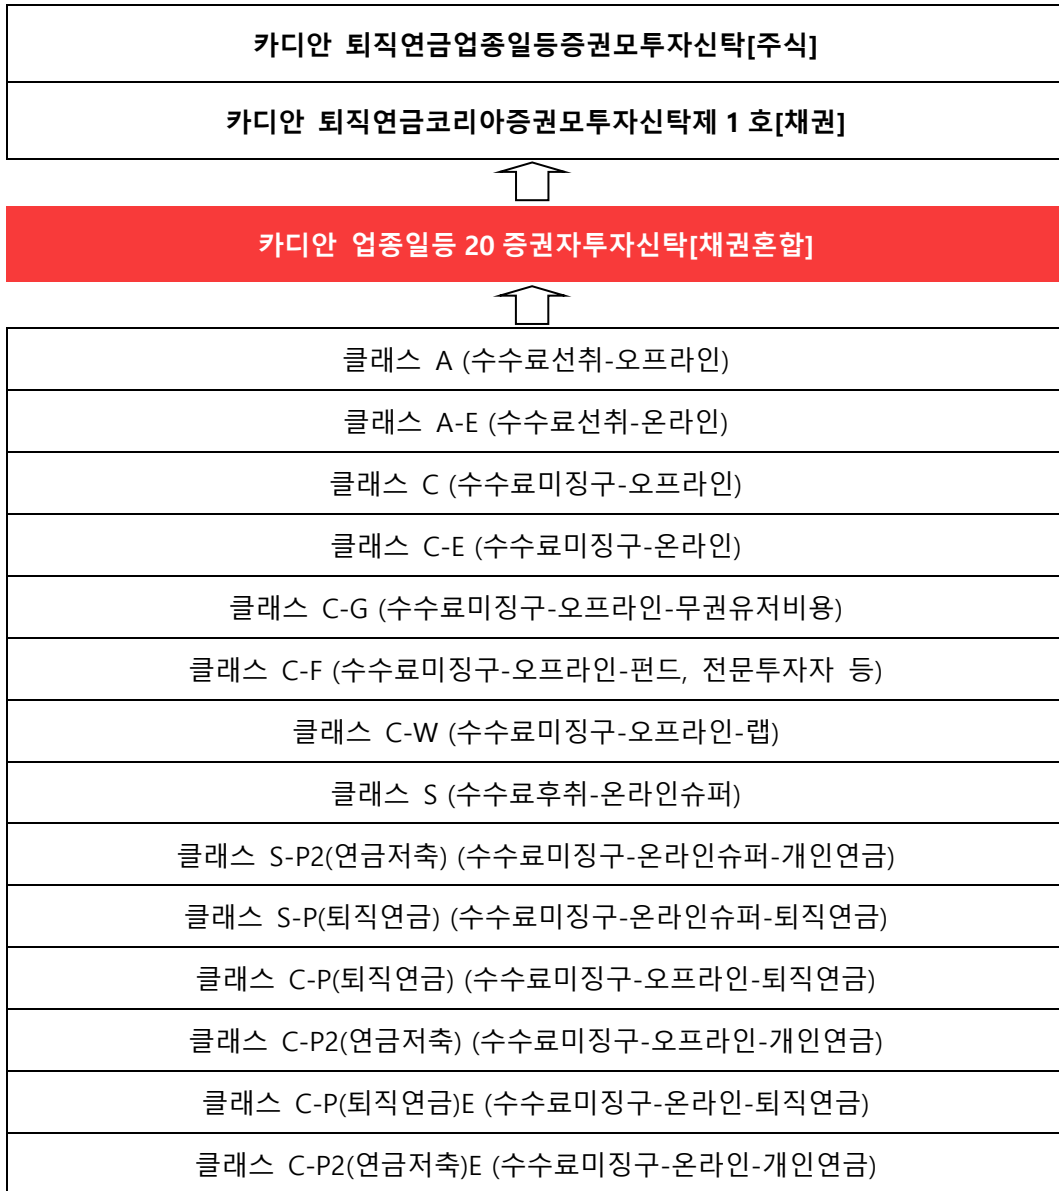 카디안 퇴직연금업종일등증권모투자신탁[주식]
카디안 퇴직연금코리아증권모투자신탁제 1 호[채권]
카디안 업종일등 20 증권자투자신탁[채권혼합]
클래스 A (수수료선취-오프라인)
클래스 A-E (수수료선취-온라인)
클래스 C (수수료미징구-오프라인)
클래스 C-E (수수료미징구-온라인)
클래스 C-G (수수료미징구-오프라인-무권유저비용)
클래스 C-F (수수료미징구-오프라인-펀드, 전문투자자 등)
클래스 C-W (수수료미징구-오프라인-랩)
클래스 S (수수료후취-온라인슈퍼)
클래스 S-P2(연금저축) (수수료미징구-온라인슈퍼-개인연금)
클래스 S-P(퇴직연금) (수수료미징구-온라인슈퍼-퇴직연금)
클래스 C-P(퇴직연금) (수수료미징구-오프라인-퇴직연금)
클래스 C-P2(연금저축) (수수료미징구-오프라인-개인연금)
클래스 C-P(퇴직연금)E (수수료미징구-온라인-퇴직연금)
클래스 C-P2(연금저축)E (수수료미징구-온라인-개인연금)